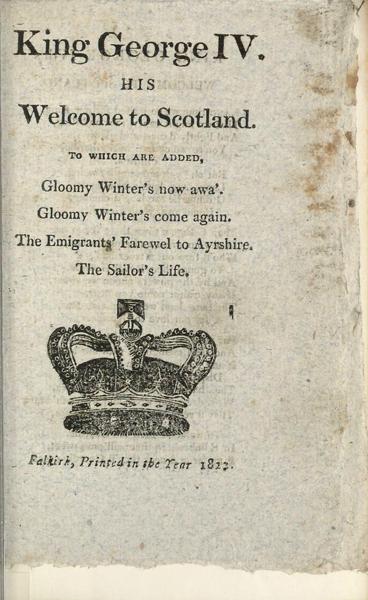 King George IV.
HIS
Welcome to Scotland.
TO WHICH ARE ADDED,
Gloomy Winter's now awa'.
Gloomy Winter's come again.
The Emigrants' Farewel to Ayrshire.
The Sailor's Life.
Falkirk, Printed in the Year